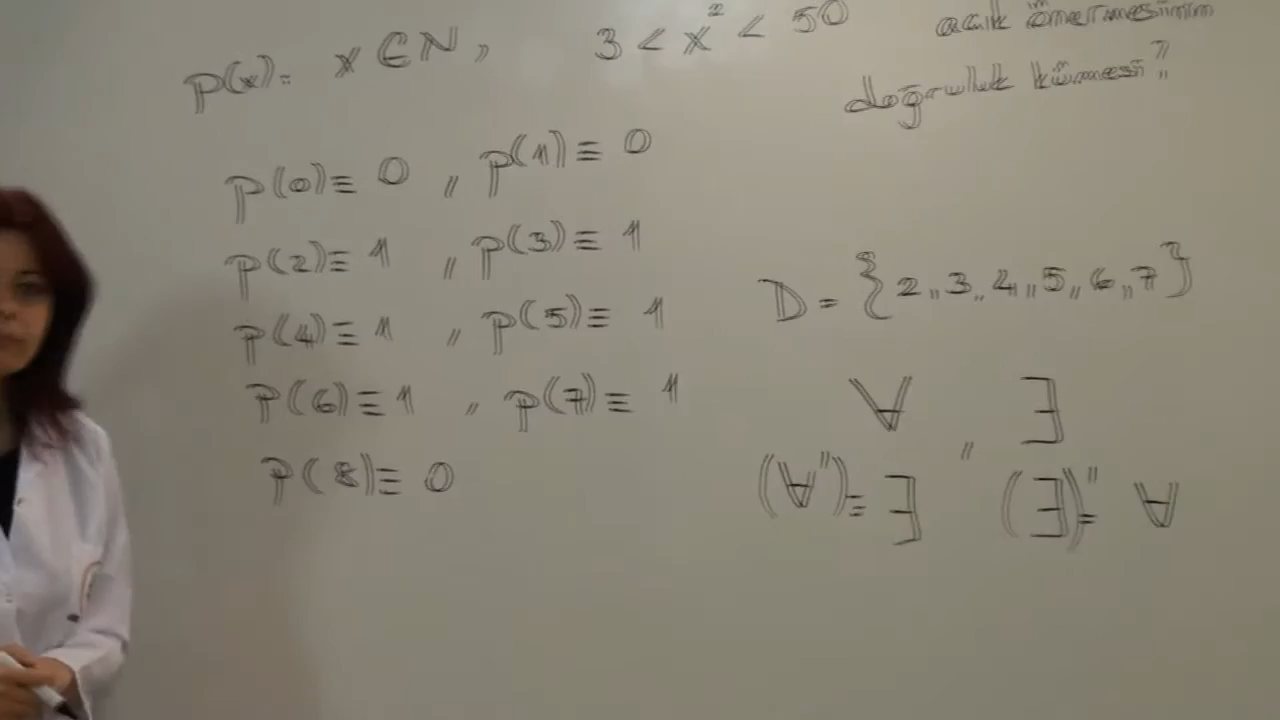 P(x): x ∈ N, 3 < x² < 50 açık önermesinin
doğruluk kümesi?
P(0) ≡ 0 , P(1) ≡ 0
P(2) ≡ 1 , P(3) ≡ 1
P(4) ≡ 1 , P(5) ≡ 1
P(6) ≡ 1 , P(7) ≡ 1
P(8) ≡ 0
D = {2, 3, 4, 5, 6, 7}
∀ , ∃
(∀)' ≡ ∃ (∃)' ≡ ∀